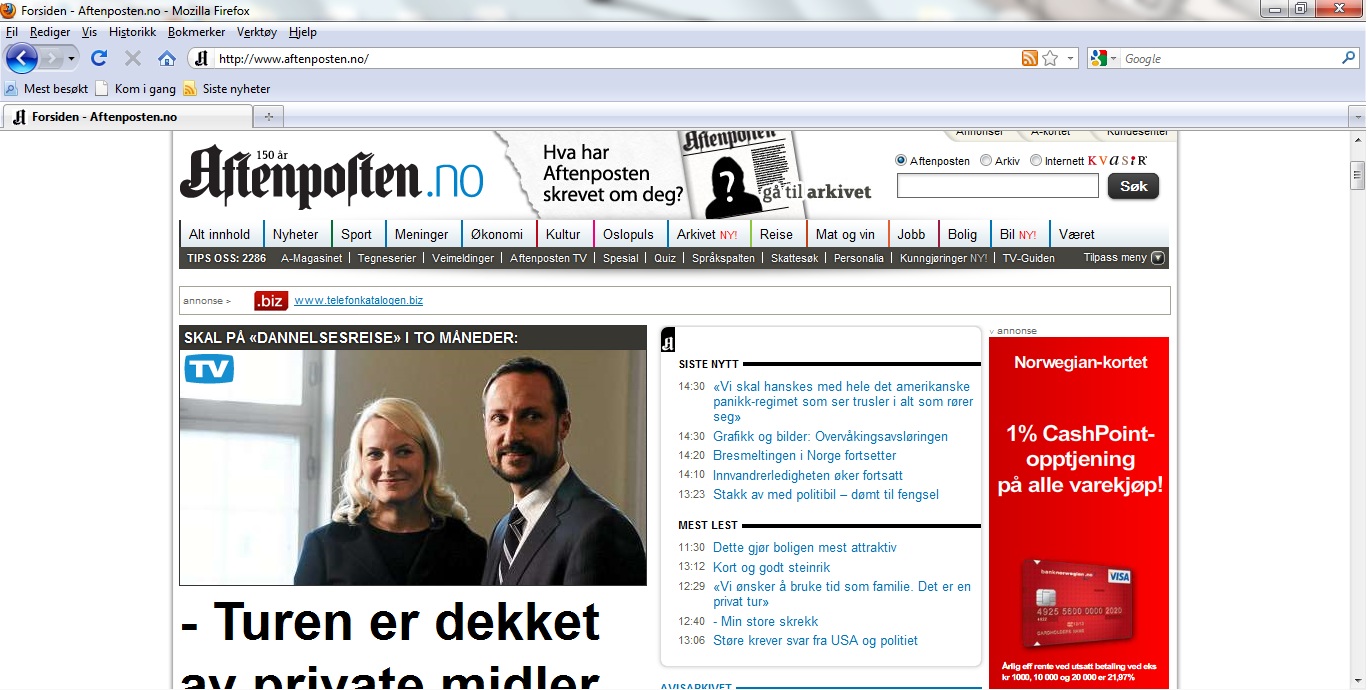 Forsiden - Aftenposten.no - Mozilla Firefox
Fil Rediger Vis Historikk Bokmerker Verktøy Hjelp
http://www.aftenposten.no/
Google
Mest besøkt Kom i gang Siste nyheter
Forsiden - Aftenposten.no
Annonser A-kortet Kundesenter
150 år
Aftenposten.no
Hva har
Aftenposten
skrevet om deg?
Aftenposten
?
gå til arkivet
Aftenposten Arkiv Internett KVASIR
Søk
Alt innhold Nyheter Sport Meninger Økonomi Kultur Oslopuls Arkivet NY! Reise Mat og vin Jobb Bolig Bil NY! Været
TIPS OSS: 2286 A-Magasinet Tegneserier Veimeldinger Aftenposten TV Spesial Quiz Språkspalten Skattesøk Personalia Kunngjøringer NY! TV-Guiden Tilpass meny
annonse > .biz www.telefonkatalogen.biz
SKAL PÅ «DANNELSESREISE» I TO MÅNEDER:
TV
- Turen er dekket
av private midler
SISTE NYTT
14:30 «Vi skal hanskes med hele det amerikanske
panikk-regimet som ser trusler i alt som rører
seg»
14:30 Grafikk og bilder: Overvåkingsavsløringen
14:20 Bresmeltingen i Norge fortsetter
14:10 Innvandrerledigheten øker fortsatt
13:23 Stakk av med politibil – dømt til fengsel
MEST LEST
11:30 Dette gjør boligen mest attraktiv
13:12 Kort og godt steinrik
12:29 «Vi ønsker å bruke tid som familie. Det er en
privat tur»
12:40 - Min store skrekk
13:06 Støre krever svar fra USA og politiet
AVISARKIVET
v annonse
Norwegian-kortet
1% CashPoint-
opptjening
på alle varekjøp!
banknorwegian.no VISA
4925 5600 0000 2020
CARDHOLDERS NAME
Årlig eff rente ved utsatt betaling ved eks
kr 1000, 10 000 og 20 000 er 21,97%